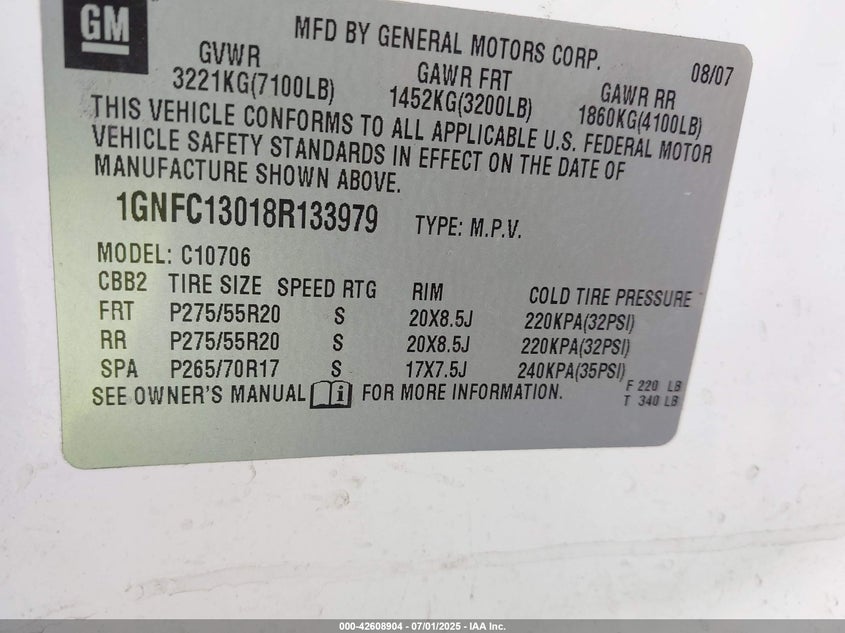 GM
MFD BY GENERAL MOTORS CORP.
08/07
GVWR GAWR FRT GAWR RR
3221KG(7100LB) 1452KG(3200LB) 1860KG(4100LB)
THIS VEHICLE CONFORMS TO ALL APPLICABLE U.S. FEDERAL MOTOR
VEHICLE SAFETY STANDARDS IN EFFECT ON THE DATE OF
MANUFACTURE SHOWN ABOVE.
1GNFC13018R133979 TYPE: M.P.V.
MODEL: C10706
CBB2 TIRE SIZE SPEED RTG RIM COLD TIRE PRESSURE
FRT P275/55R20 S 20X8.5J 220KPA(32PSI)
RR P275/55R20 S 20X8.5J 220KPA(32PSI)
SPA P265/70R17 S 17X7.5J 240KPA(35PSI)
SEE OWNER'S MANUAL i FOR MORE INFORMATION.
F 220 LB
T 340 LB
000-42608904 - 07/01/2025 - IAA Inc.